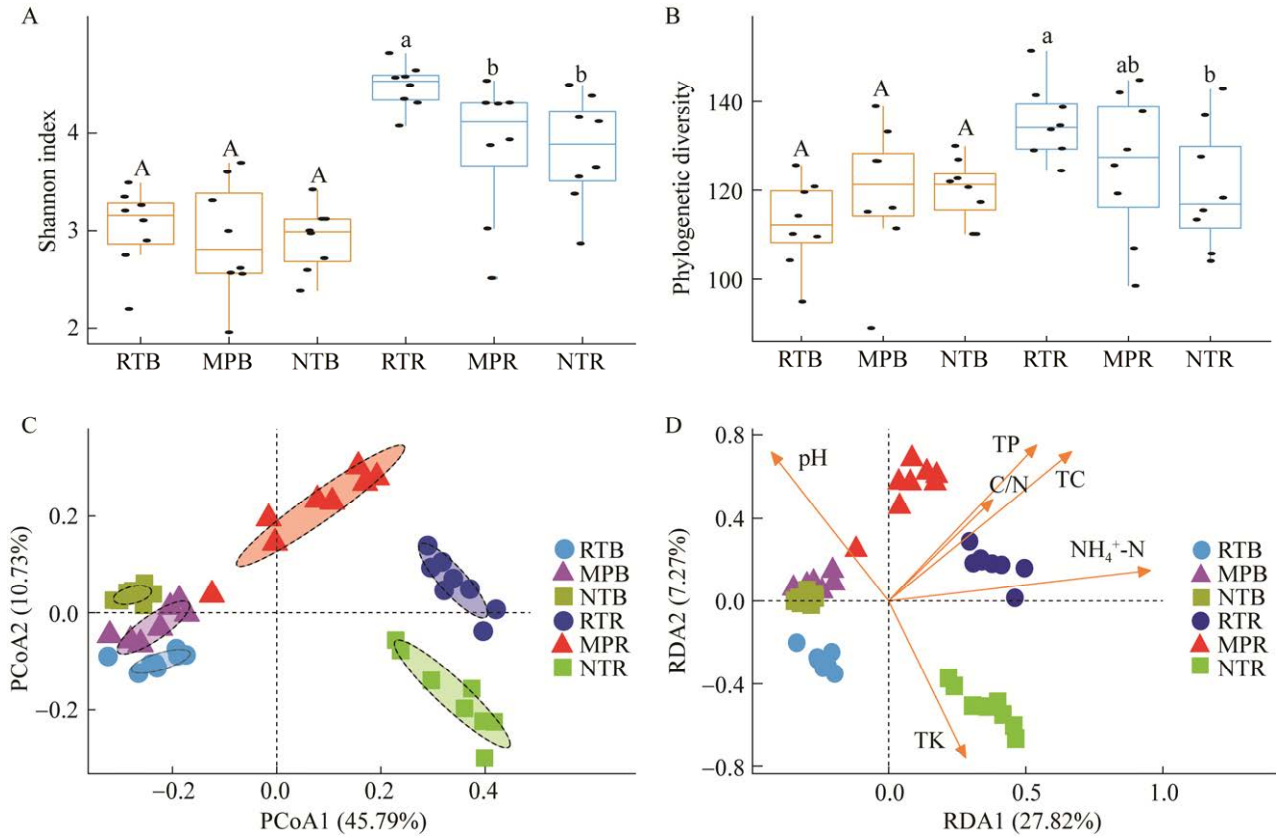 A
Shannon index
4
3
2
A
A
A
a
b
b
RTB
MPB
NTB
RTR
MPR
NTR
B
Phylogenetic diversity
140
120
100
A
A
A
a
ab
b
RTB
MPB
NTB
RTR
MPR
NTR
C
PCoA2 (10.73%)
0.2
0.0
−0.2
−0.2
0.0
0.2
0.4
PCoA1 (45.79%)
RTB
MPB
NTB
RTR
MPR
NTR
D
RDA2 (7.27%)
0.8
0.4
0.0
−0.4
−0.8
pH
TP
C/N
TC
NH₄⁺-N
TK
0.0
1.0
RDA1 (27.82%)
RTB
MPB
NTB
RTR
MPR
NTR